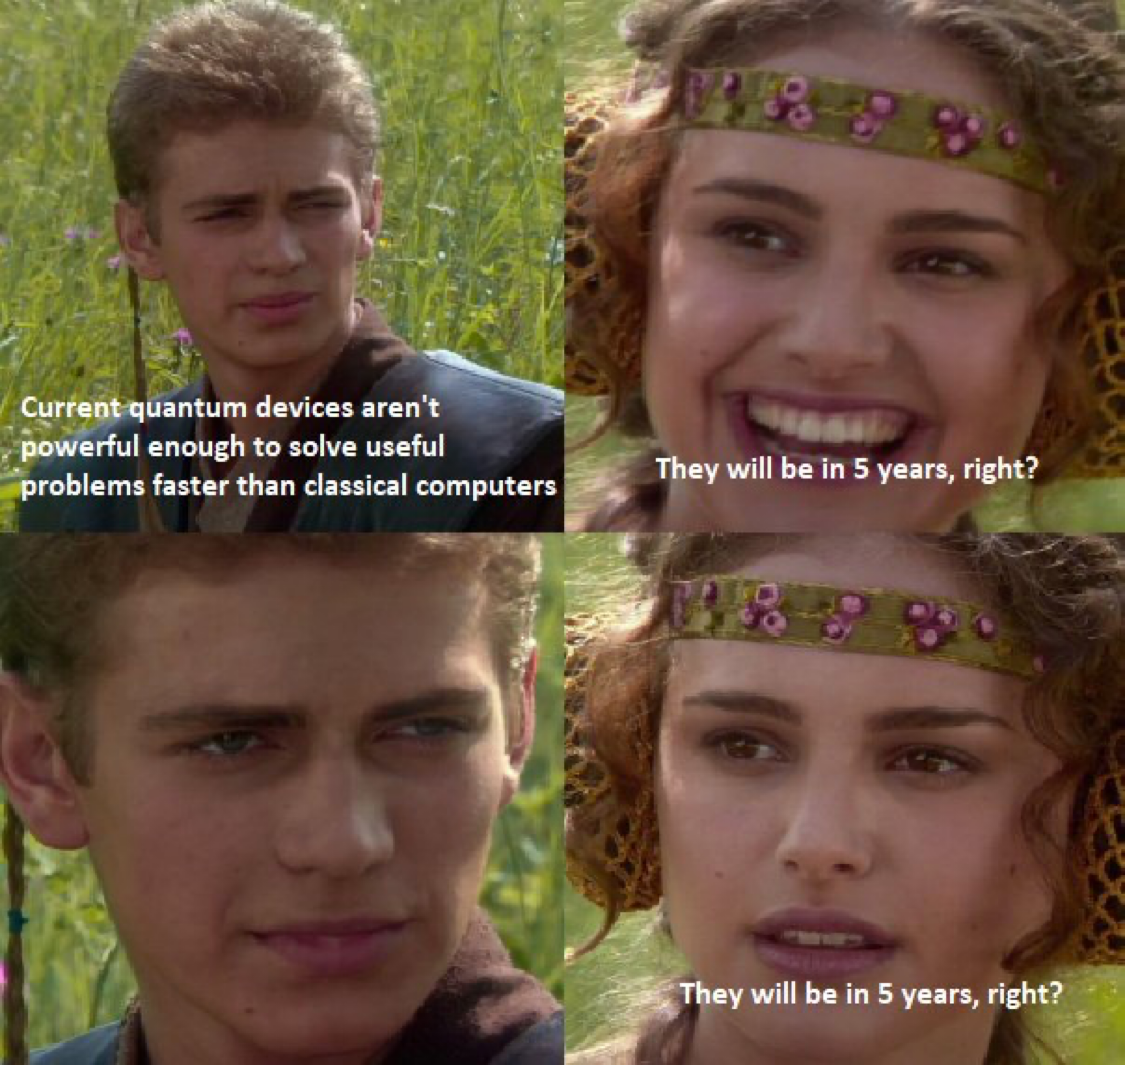 Current quantum devices aren't
powerful enough to solve useful
problems faster than classical computers
They will be in 5 years, right?
They will be in 5 years, right?